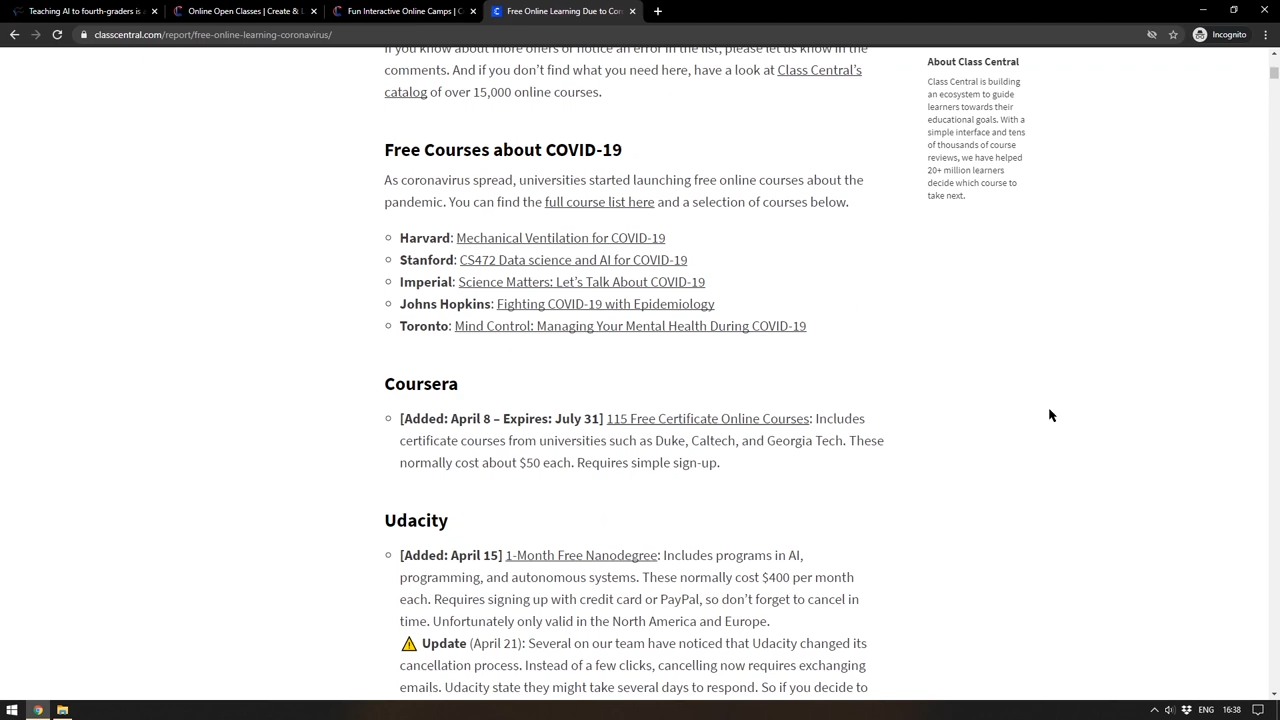 Teaching AI to fourth-graders is
Online Open Classes | Create & L
Fun Online Learning | Instagram C
Free Online Learning Due to Cor
classcentral.com/report/free-online-learning-coronavirus/
Incognito
If you know about more offers or notice an error in the list, please let us know in the
comments. And if you don't find what you need here, have a look at Class Central's
catalog of over 15,000 online courses.
Free Courses about COVID-19
As coronavirus spread, universities started launching free online courses about the
pandemic. You can find the full course list here and a selection of courses below.
Harvard: Mechanical Ventilation for COVID-19
Stanford: CS472 Data science and AI for COVID-19
Imperial: Science Matters: Let's Talk About COVID-19
Johns Hopkins: Fighting COVID-19 with Epidemiology
Toronto: Mind Control: Managing Your Mental Health During COVID-19
Coursera
[Added: April 8 – Expires: July 31] 115 Free Certificate Online Courses: Includes
certificate courses from universities such as Duke, Caltech, and Georgia Tech. These
normally cost about $50 each. Requires simple sign-up.
Udacity
[Added: April 15] 1-Month Free Nanodegree: Includes programs in AI,
programming, and autonomous systems. These normally cost $400 per month
each. Requires signing up with credit card or PayPal, so don't forget to cancel in
time. Unfortunately only valid in the North America and Europe.
Update (April 21): Several on our team have noticed that Udacity changed its
cancellation process. Instead of a few clicks, cancelling now requires exchanging
emails. Udacity state they might take several days to respond. So if you decide to
About Class Central
Class Central is building
an ecosystem to guide
learners towards their
educational goals. With a
simple interface and tens
of thousands of course
reviews, we have helped
20+ million learners
decide which course to
take next.
ENG
16:38